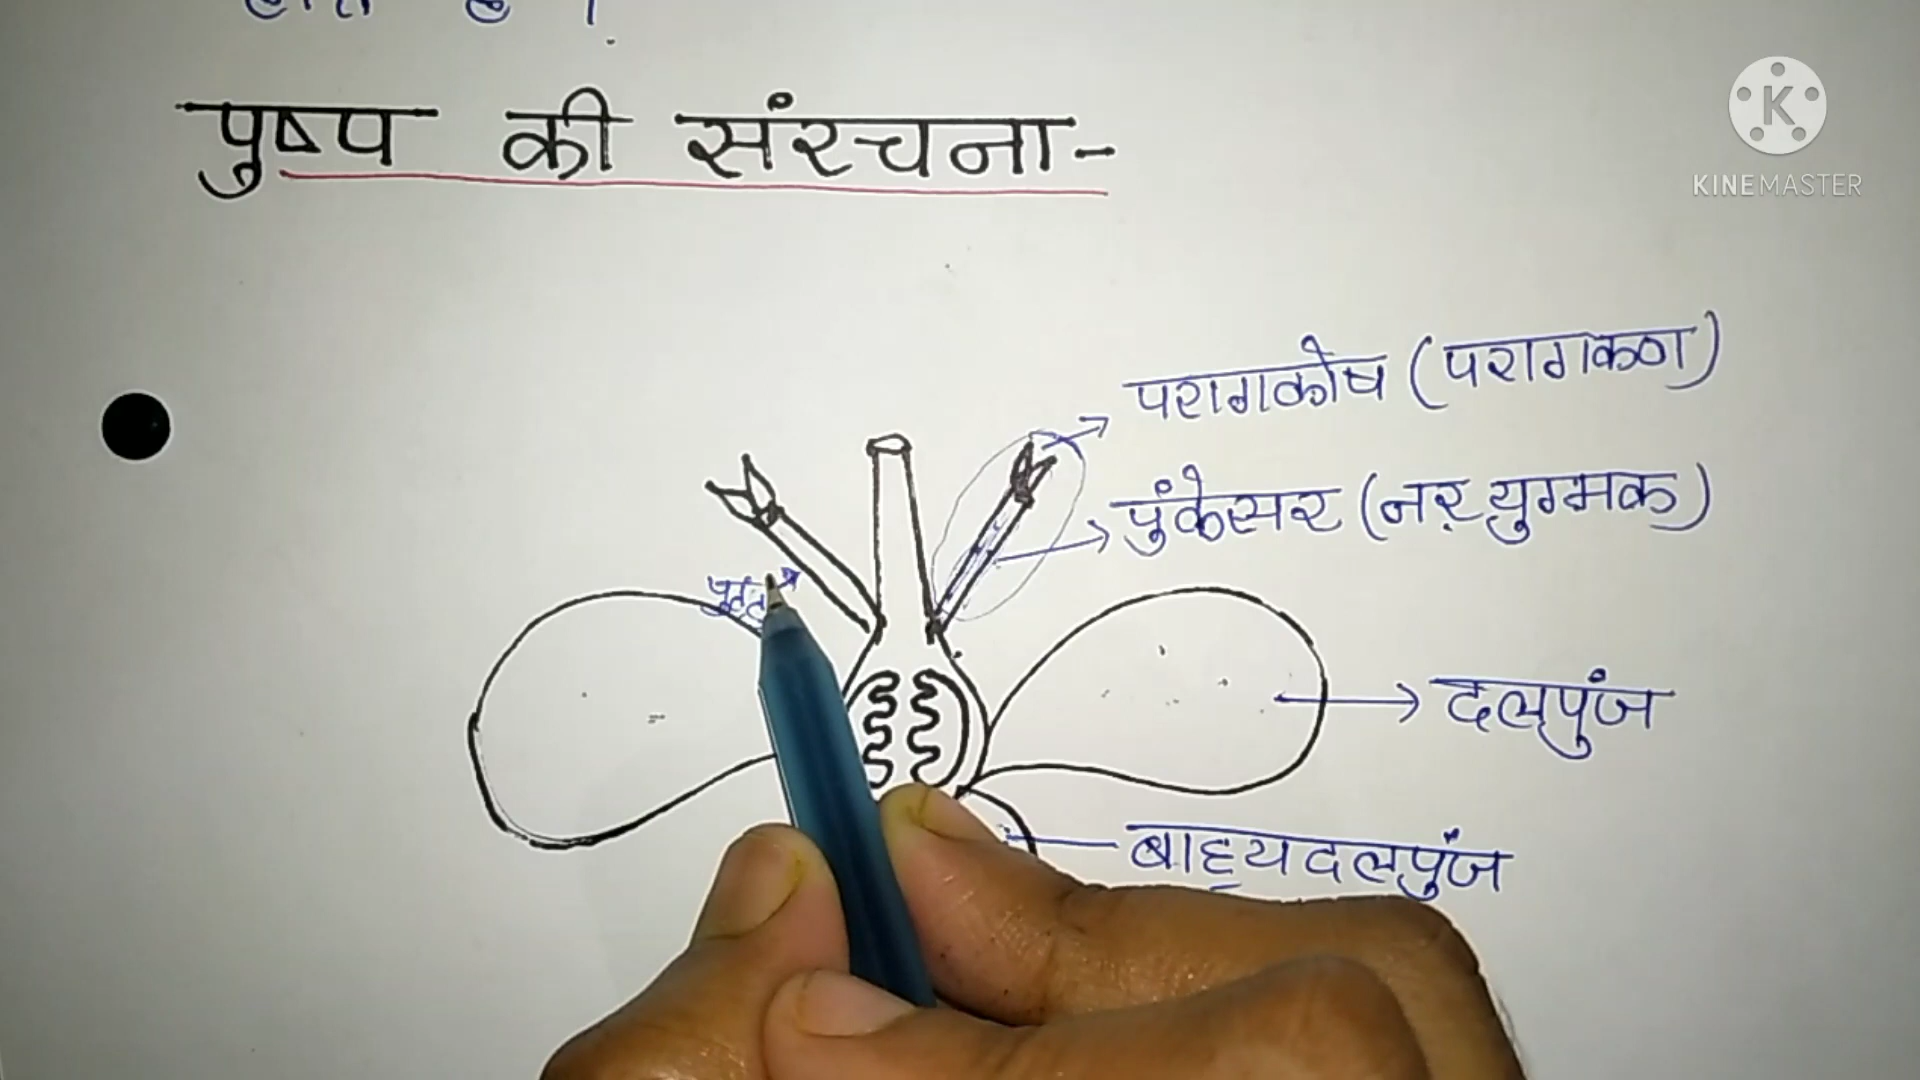 पुष्प की संरचना-
KINEMASTER
परागकोष (परागकण)
पुंकेसर (नर युग्मक)
दलपुंज
बाह्यदलपुंज